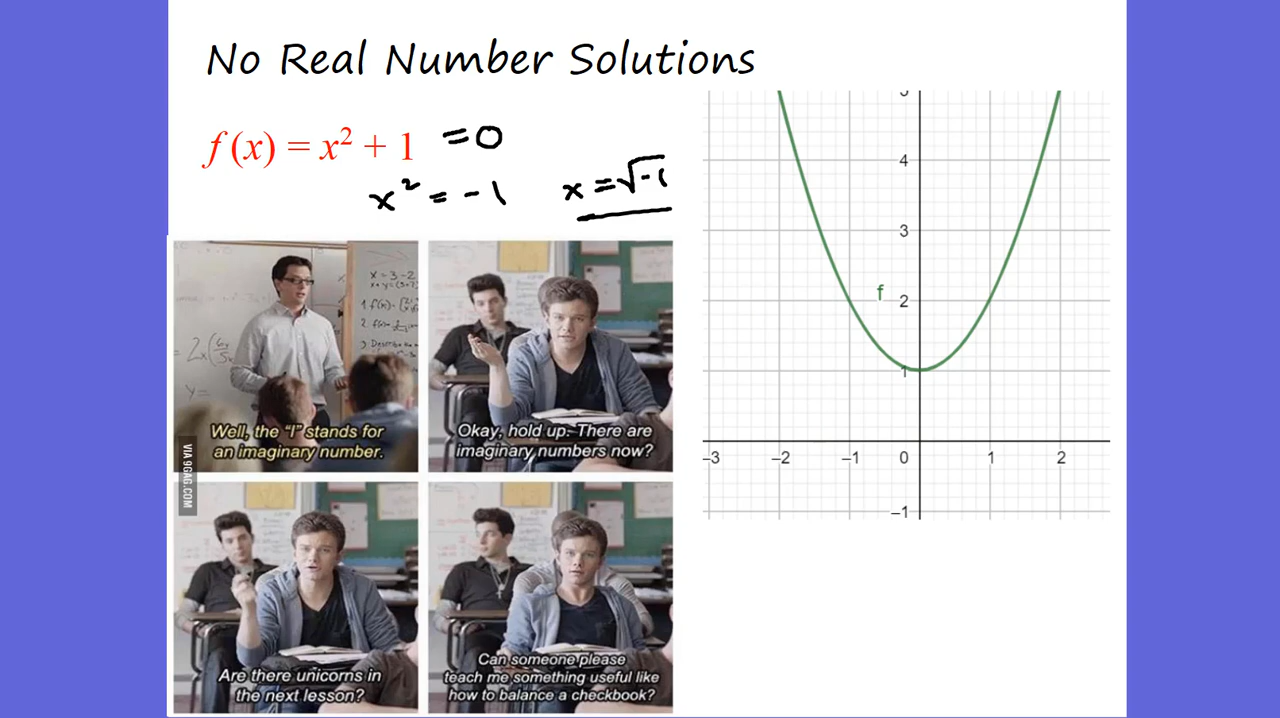 No Real Number Solutions
f(x) = x² + 1 =0
x² = -1 x = √-1
Well, the "I" stands for
an imaginary number.
Okay, hold up. There are
imaginary numbers now?
VIA 9GAG.COM
Are there unicorns in
the next lesson?
Can someone please
teach me something useful like
how to balance a checkbook?
x = 3 - 2
y =
5
4
3
f
2
1
–3 –2 –1 0 1 2
–1